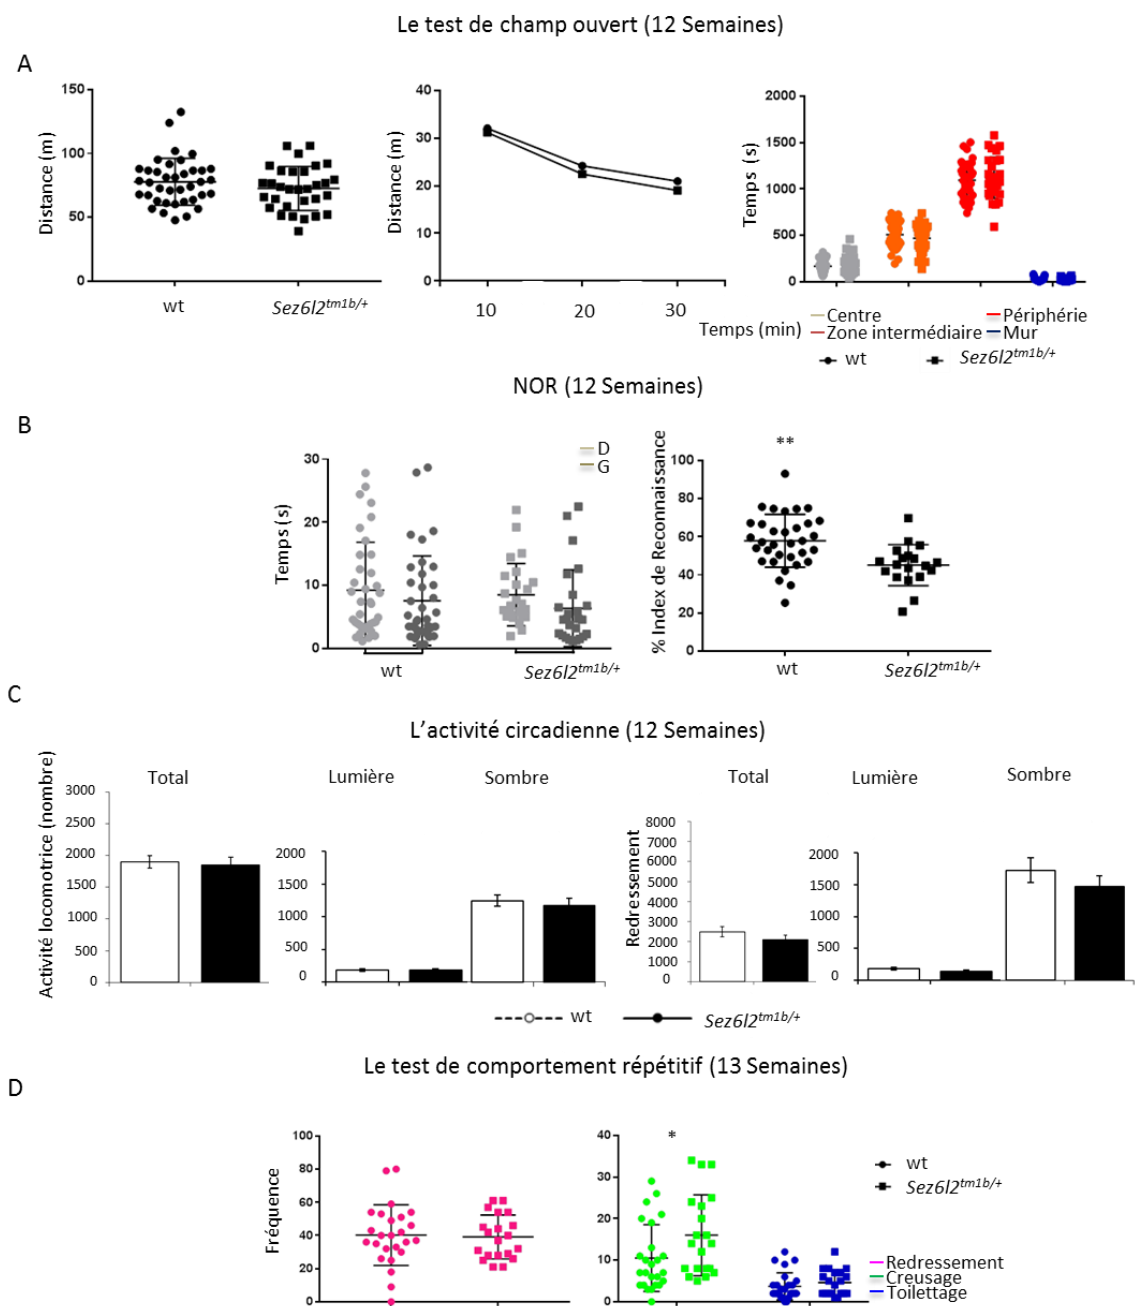 Le test de champ ouvert (12 Semaines)
A
Distance (m)
150
100
50
0
wt
Sez6l2tm1b/+
Distance (m)
40
30
20
10
0
10 20 30
Temps (min)
Temps (s)
2000
1500
1000
500
0
Centre
Périphérie
Zone intermédiaire
Mur
wt
Sez6l2tm1b/+
NOR (12 Semaines)
B
Temps (s)
30
20
10
0
D
G
wt
Sez6l2tm1b/+
% Index de Reconnaissance
100
80
60
40
20
0
**
wt
Sez6l2tm1b/+
C
L'activité circadienne (12 Semaines)
Activité locomotrice (nombre)
Total
3000
2500
2000
1500
1000
500
0
Lumière
Sombre
2000
1500
1000
500
0
Redressement
Total
8000
7000
6000
5000
4000
3000
2000
1000
0
Lumière
Sombre
2000
1500
1000
500
0
wt
Sez6l2tm1b/+
Le test de comportement répétitif (13 Semaines)
D
Fréquence
100
80
60
40
20
0
40
30
20
10
0
*
wt
Sez6l2tm1b/+
Redressement
Creusage
Toilettage